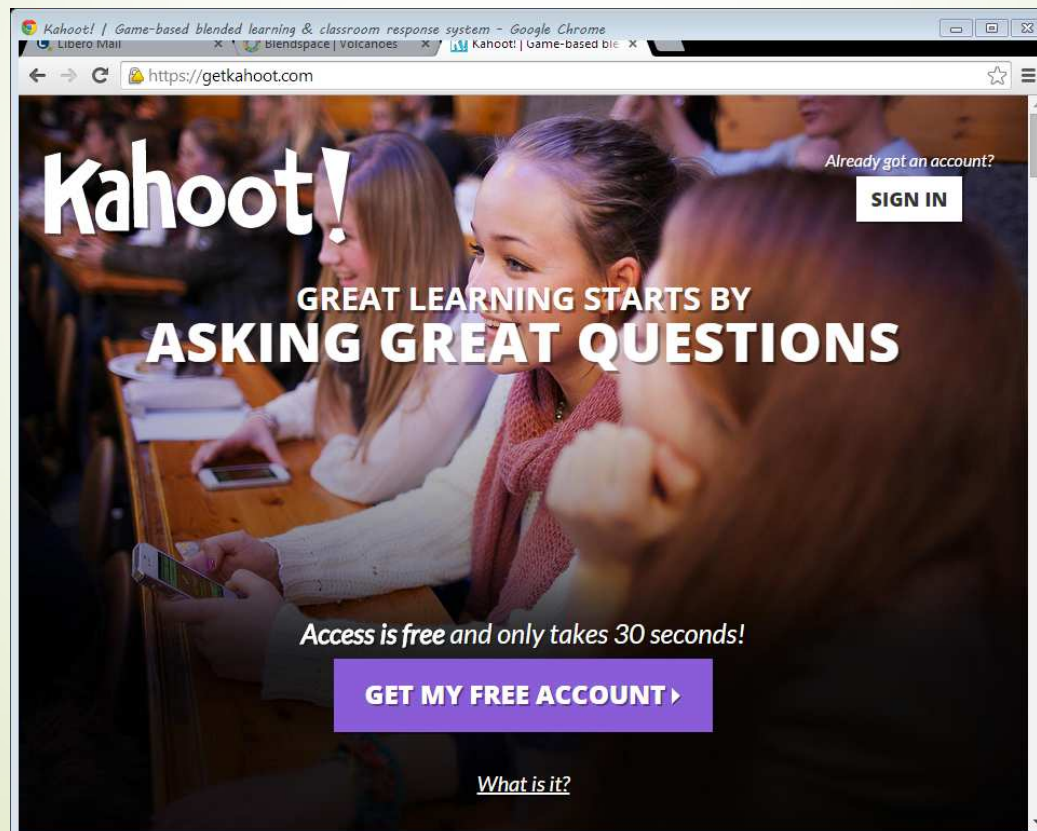 Kahoot! | Game-based blended learning & classroom response system - Google Chrome
Libero Mail Blendspace | Volcanoes Kahoot! | Game-based ble
https://getkahoot.com
Kahoot!
Already got an account?
SIGN IN
GREAT LEARNING STARTS BY
ASKING GREAT QUESTIONS
Access is free and only takes 30 seconds!
GET MY FREE ACCOUNT
What is it?